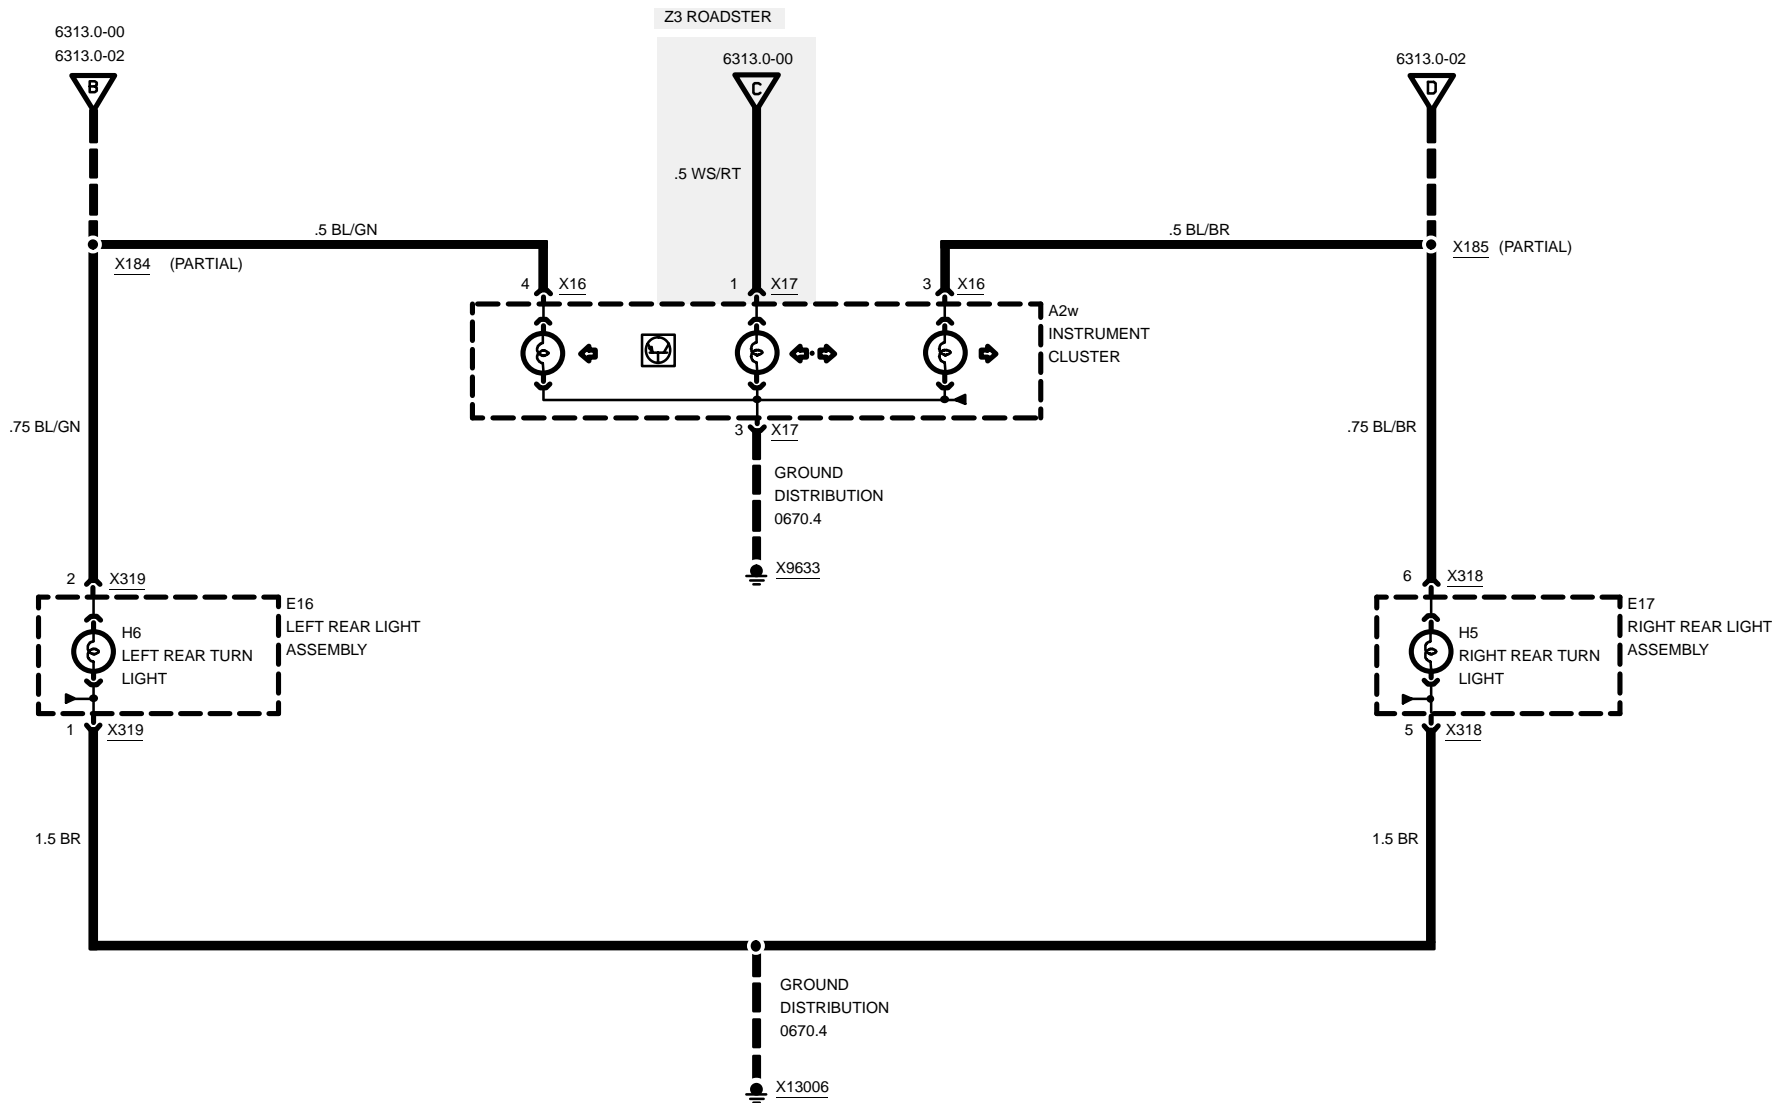 Z3 ROADSTER
6313.0-00
6313.0-02
B
6313.0-00
C
6313.0-02
D
.5 WS/RT
.5 BL/GN
.5 BL/BR
X184 (PARTIAL)
X185 (PARTIAL)
4 X16
1 X17
3 X16
A2w
INSTRUMENT
CLUSTER
.75 BL/GN
.75 BL/BR
3 X17
GROUND
DISTRIBUTION
0670.4
X9633
2 X319
E16
LEFT REAR LIGHT
ASSEMBLY
H6
LEFT REAR TURN
LIGHT
1 X319
6 X318
E17
RIGHT REAR LIGHT
ASSEMBLY
H5
RIGHT REAR TURN
LIGHT
5 X318
1.5 BR
1.5 BR
GROUND
DISTRIBUTION
0670.4
X13006